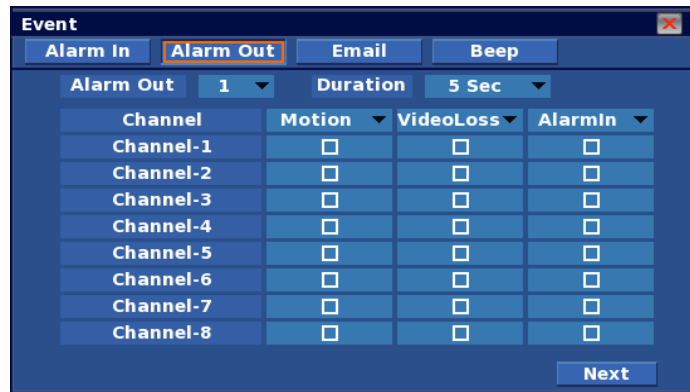 Event
Alarm In Alarm Out Email Beep
Alarm Out 1 Duration 5 Sec
Channel Motion VideoLoss AlarmIn
Channel-1
Channel-2
Channel-3
Channel-4
Channel-5
Channel-6
Channel-7
Channel-8
Next